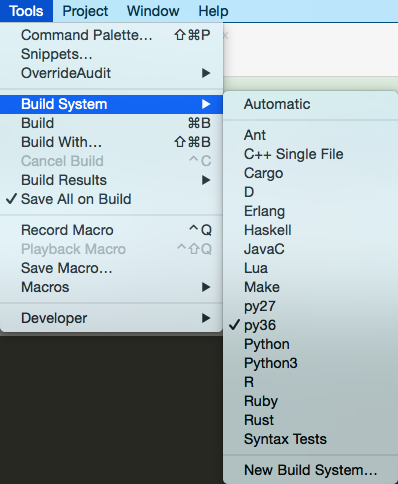 Tools Project Window Help
Command Palette… ⇧⌘P
Snippets…
OverrideAudit ▶
Build System ▶
Build ⌘B
Build With… ⇧⌘B
Cancel Build ^C
Build Results ▶
✓ Save All on Build
Record Macro ^Q
Playback Macro ^⇧Q
Save Macro…
Macros ▶
Developer ▶
Automatic
Ant
C++ Single File
Cargo
D
Erlang
Haskell
JavaC
Lua
Make
py27
✓ py36
Python
Python3
R
Ruby
Rust
Syntax Tests
New Build System…